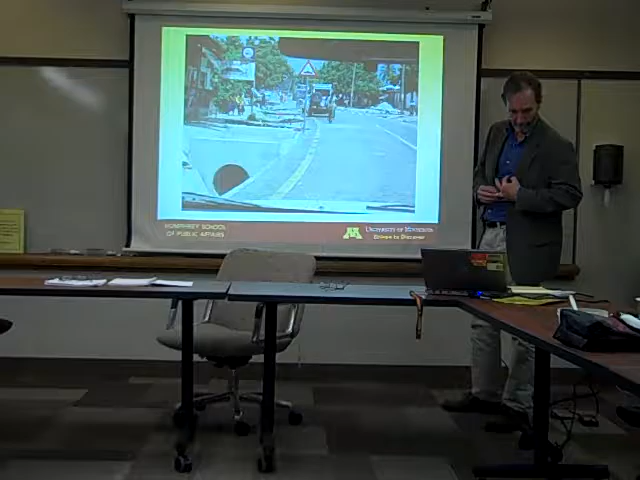 HUMPHREY SCHOOL
OF PUBLIC AFFAIRS
M
UNIVERSITY OF MINNESOTA
Driven to Discover